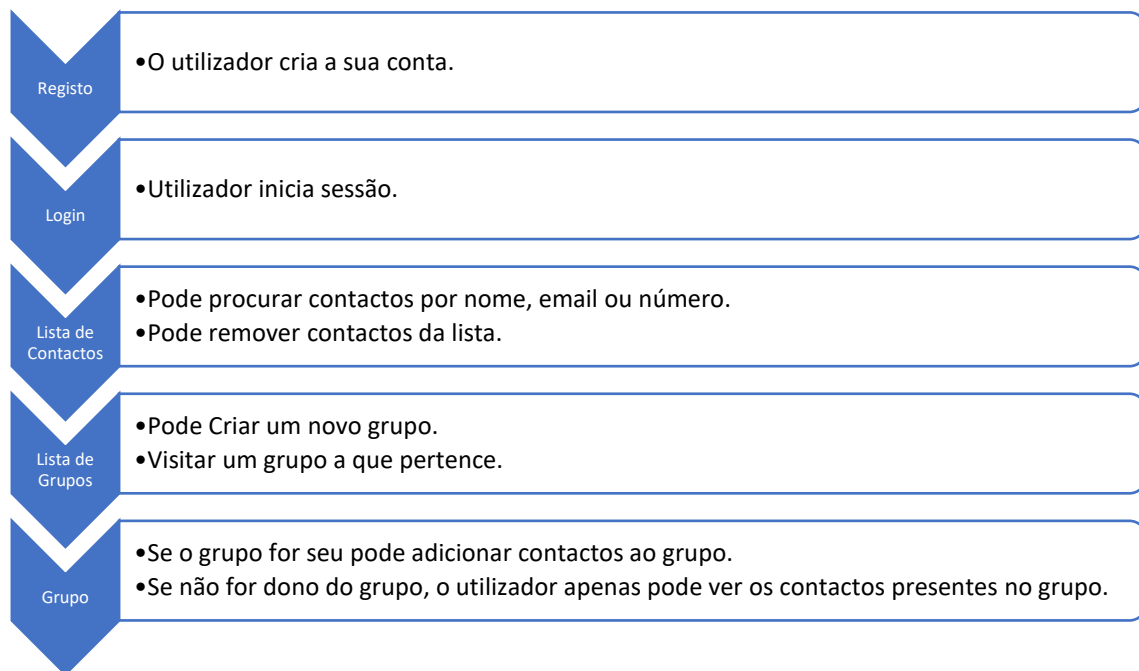 Registo
•O utilizador cria a sua conta.
Login
•Utilizador inicia sessão.
Lista de
Contactos
•Pode procurar contactos por nome, email ou número.
•Pode remover contactos da lista.
Lista de
Grupos
•Pode Criar um novo grupo.
•Visitar um grupo a que pertence.
Grupo
•Se o grupo for seu pode adicionar contactos ao grupo.
•Se não for dono do grupo, o utilizador apenas pode ver os contactos presentes no grupo.